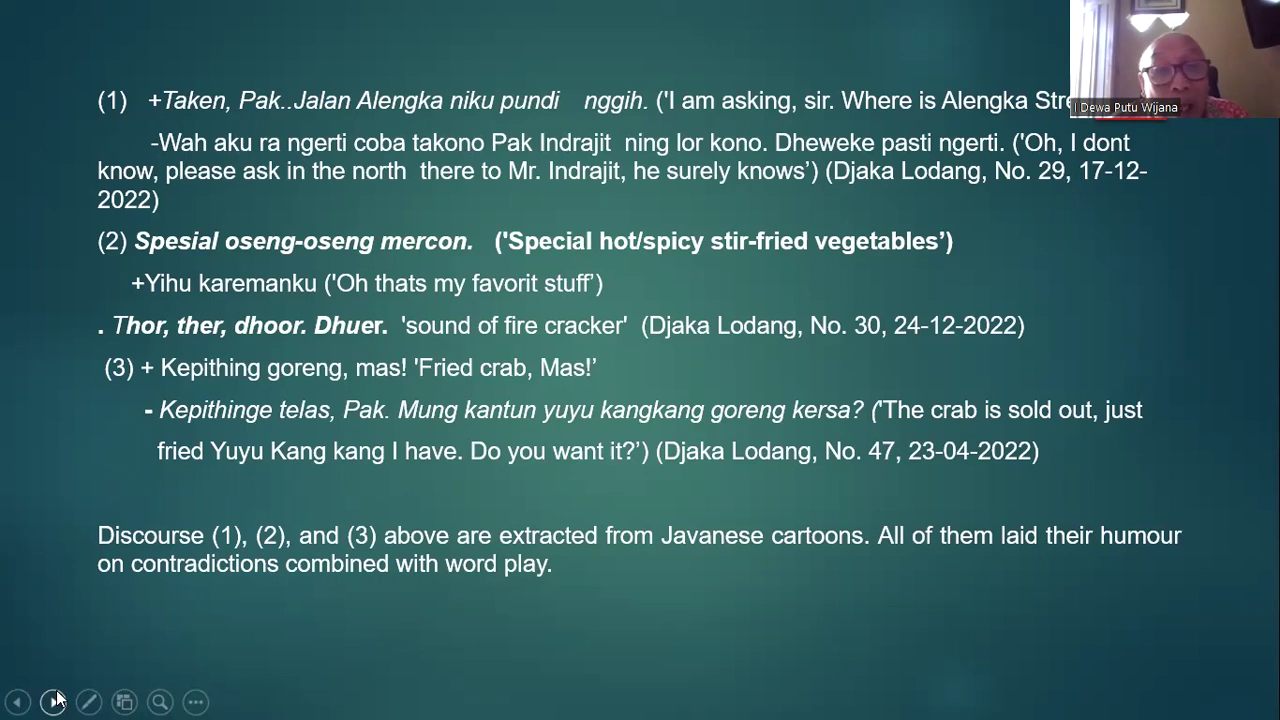 (1) +Taken, Pak..Jalan Alengka niku pundi nggih. ('I am asking, sir. Where is Alengka
-Wah aku ra ngerti coba takono Pak Indrajit ning lor kono. Dheweke pasti ngerti. ('Oh, I dont
know, please ask in the north there to Mr. Indrajit, he surely knows’) (Djaka Lodang, No. 29, 17-12-
2022)
(2) Spesial oseng-oseng mercon. ('Special hot/spicy stir-fried vegetables’)
+Yihu karemanku ('Oh thats my favorit stuff’)
. Thor, ther, dhoor. Dhuer. 'sound of fire cracker' (Djaka Lodang, No. 30, 24-12-2022)
(3) + Kepithing goreng, mas! 'Fried crab, Mas!’
- Kepithinge telas, Pak. Mung kantun yuyu kangkang goreng kersa? ('The crab is sold out, just
fried Yuyu Kang kang I have. Do you want it?’) (Djaka Lodang, No. 47, 23-04-2022)
Discourse (1), (2), and (3) above are extracted from Javanese cartoons. All of them laid their humour
on contradictions combined with word play.
I Dewa Putu Wijana